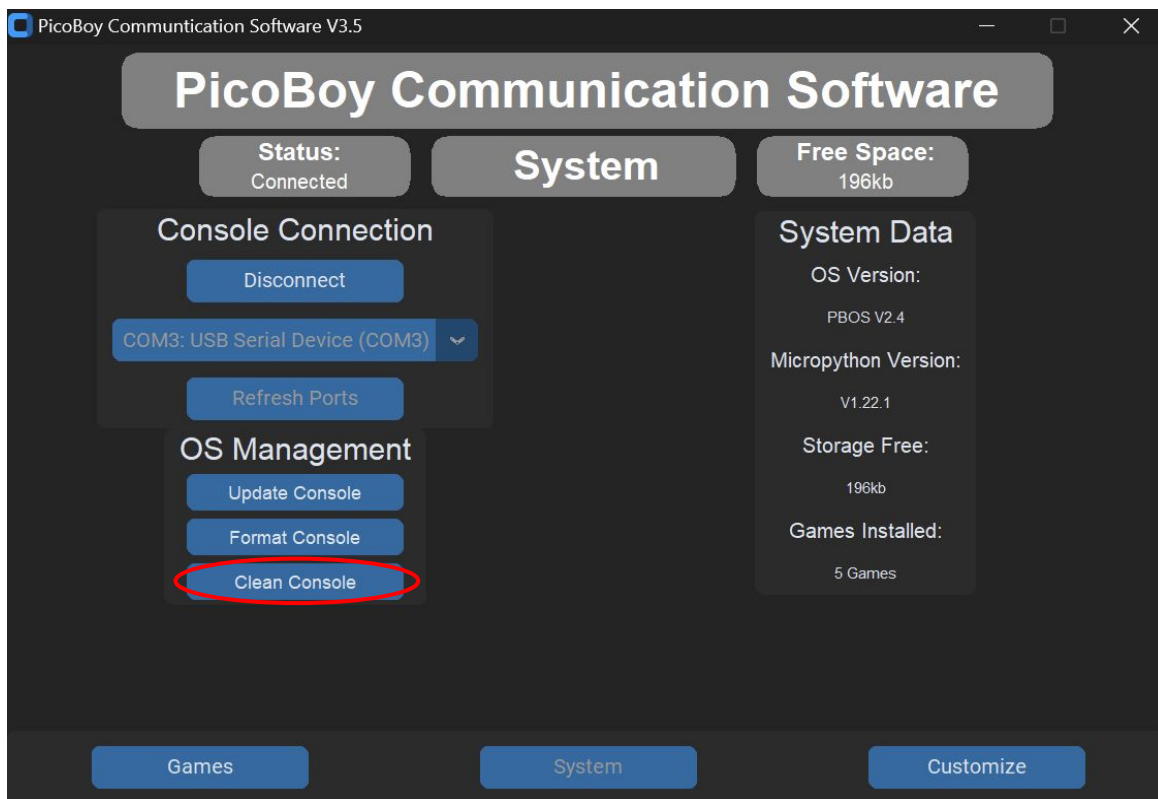 PicoBoy Communtication Software V3.5
PicoBoy Communication Software
Status:
Connected
System
Free Space:
196kb
Console Connection
Disconnect
COM3: USB Serial Device (COM3)
Refresh Ports
OS Management
Update Console
Format Console
Clean Console
System Data
OS Version:
PBOS V2.4
Micropython Version:
V1.22.1
Storage Free:
196kb
Games Installed:
5 Games
Games
System
Customize